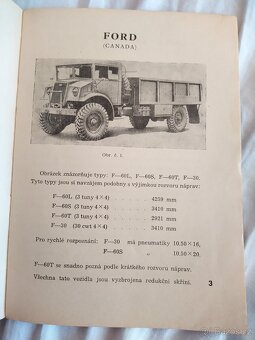 FORD
(CANADA)
Obr. č. 1.
Obrázek znázorňuje typy: F—60L, F—60S, F—60T, F—30.
Tyto typy jsou si navzájem podobny s výjimkou rozvoru náprav:
F—60L (3 tuny 4×4) . . . . 4259 mm
F—60S (3 tuny 4×4) . . . . 3410 mm
F—60T (3 tuny 4×4) . . . . 2921 mm
F—30 (30 cwt 4×4) . . . . 3410 mm
Pro rychlé rozpoznání: F—30 má pneumatiky 10.50×16,
F—60S „ 10.50×20.
F—60T se snadno pozná podle krátkého rozvoru náprav.
Všechna tato vozidla jsou vyzbrojena redukční skříní.
3